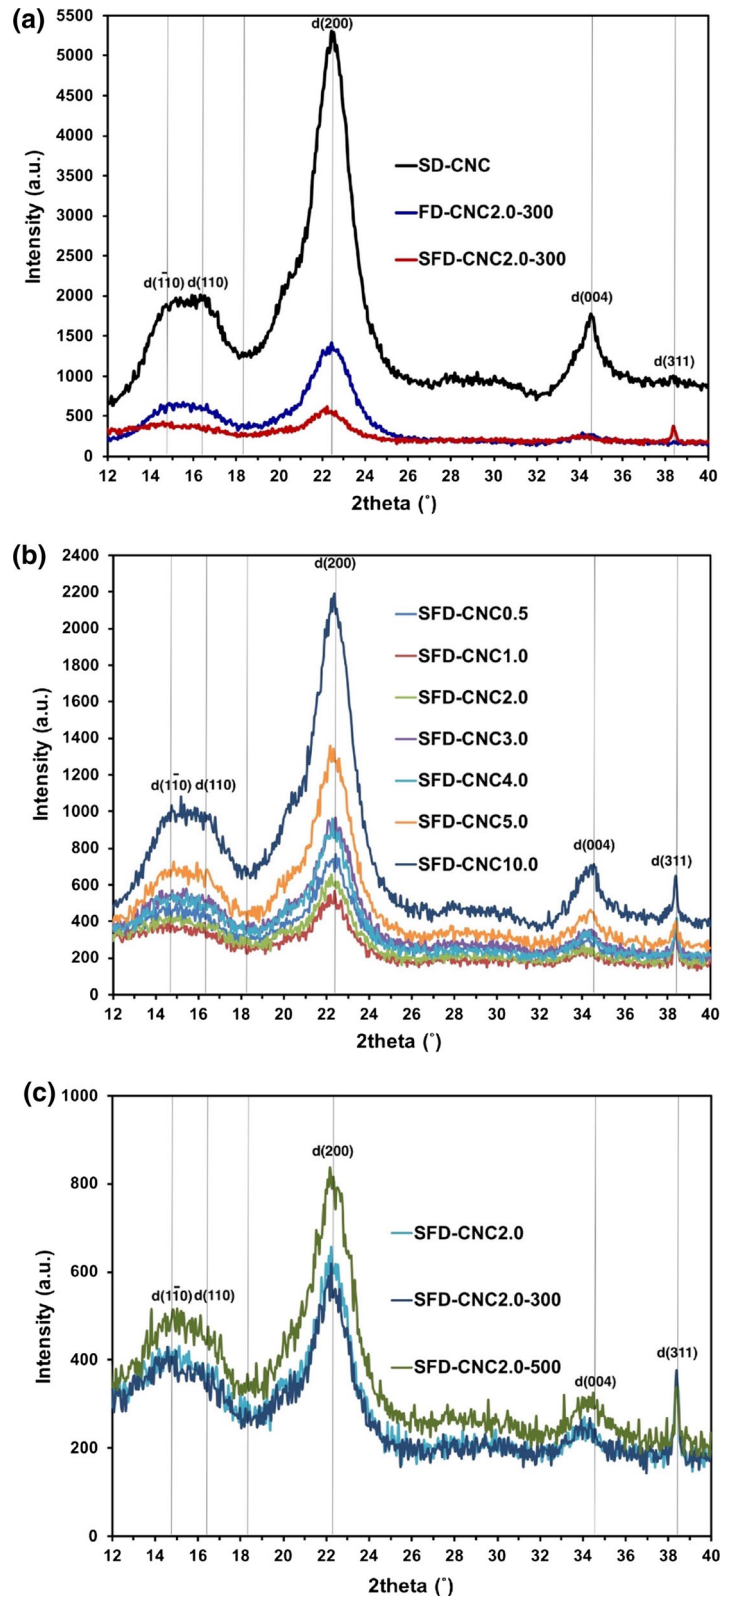 (a)
5500
5000
4500
4000
3500
3000
2500
2000
1500
1000
500
0
Intensity (a.u.)
d(200)
d(1̄10) d(110)
d(004)
d(311)
SD-CNC
FD-CNC2.0-300
SFD-CNC2.0-300
12 14 16 18 20 22 24 26 28 30 32 34 36 38 40
2theta (°)
(b)
2400
2200
2000
1800
1600
1400
1200
1000
800
600
400
200
0
Intensity (a.u.)
d(200)
d(11̄0) d(110)
d(004)
d(311)
SFD-CNC0.5
SFD-CNC1.0
SFD-CNC2.0
SFD-CNC3.0
SFD-CNC4.0
SFD-CNC5.0
SFD-CNC10.0
12 14 16 18 20 22 24 26 28 30 32 34 36 38 40
2theta (°)
(c)
1000
800
600
400
200
0
Intensity (a.u.)
d(200)
d(11̄0) d(110)
d(004)
d(311)
SFD-CNC2.0
SFD-CNC2.0-300
SFD-CNC2.0-500
12 14 16 18 20 22 24 26 28 30 32 34 36 38 40
2theta (°)